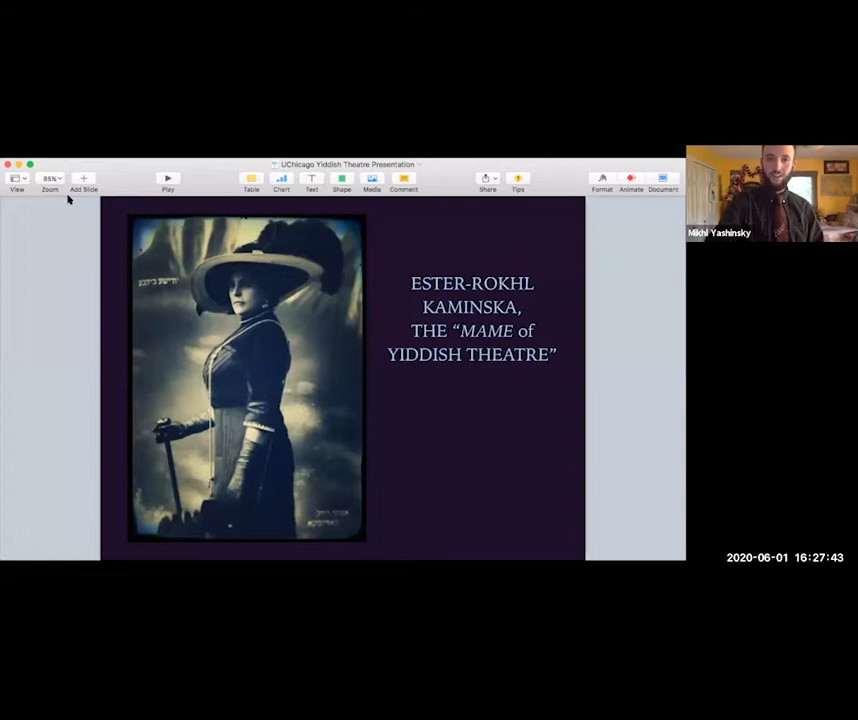 UChicago Yiddish Theatre Presentation
View
85%
Zoom
Add Slide
Play
Table
Chart
Text
Shape
Media
Comment
Share
Tips
Format
Animate
Document
Mikhl Yashinsky
ESTER-ROKHL
KAMINSKA,
THE “MAME of
YIDDISH THEATRE”
2020-06-01 16:27:43